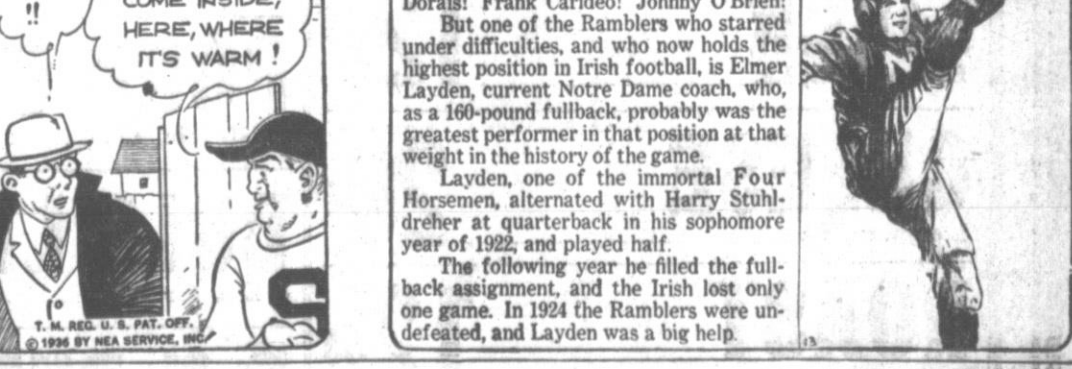 !!
COME INSIDE,
HERE, WHERE
IT'S WARM !
S
T. M. REG. U. S. PAT. OFF.
© 1936 BY NEA SERVICE, INC.
Dorais! Frank Carideo! Johnny O'Brien!
But one of the Ramblers who starred
under difficulties, and who now holds the
highest position in Irish football, is Elmer
Layden, current Notre Dame coach, who,
as a 160-pound fullback, probably was the
greatest performer in that position at that
weight in the history of the game.
Layden, one of the immortal Four
Horsemen, alternated with Harry Stuhl-
dreher at quarterback in his sophomore
year of 1922, and played half.
The following year he filled the full-
back assignment, and the Irish lost only
one game. In 1924 the Ramblers were un-
defeated, and Layden was a big help.
13